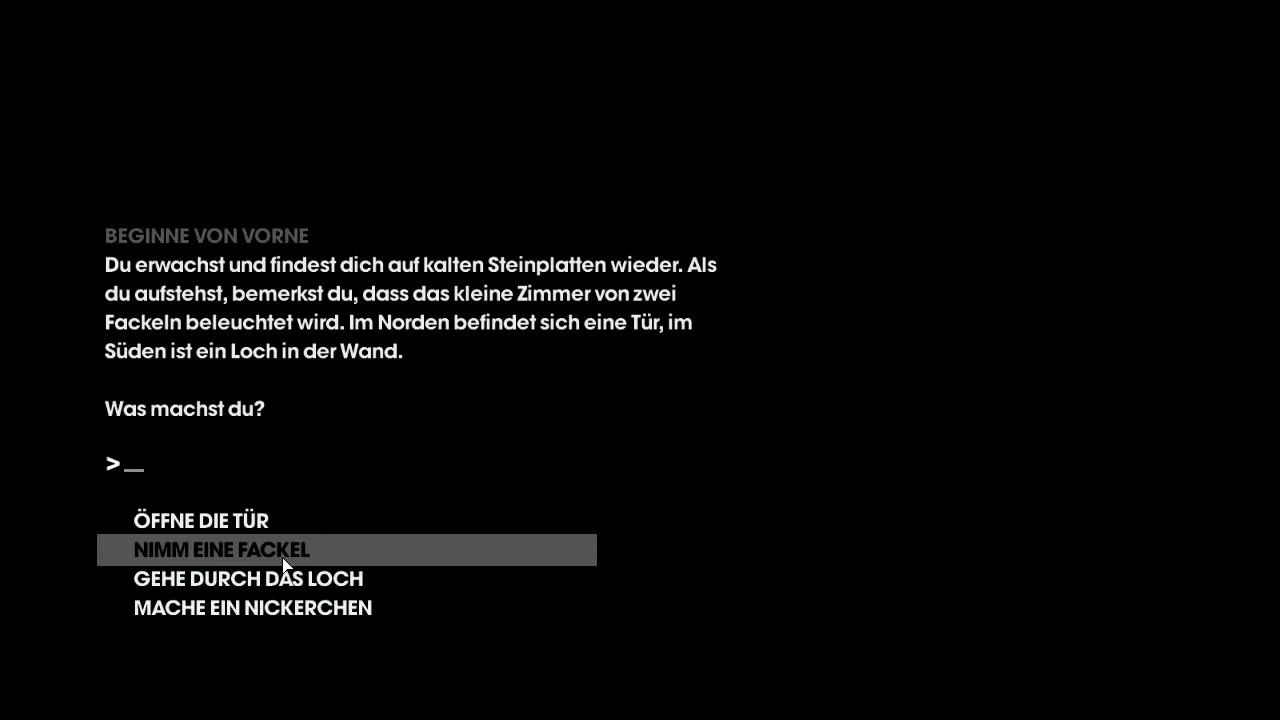 BEGINNE VON VORNE
Du erwachst und findest dich auf kalten Steinplatten wieder. Als
du aufstehst, bemerkst du, dass das kleine Zimmer von zwei
Fackeln beleuchtet wird. Im Norden befindet sich eine Tür, im
Süden ist ein Loch in der Wand.
Was machst du?
>_
ÖFFNE DIE TÜR
NIMM EINE FACKEL
GEHE DURCH DAS LOCH
MACHE EIN NICKERCHEN